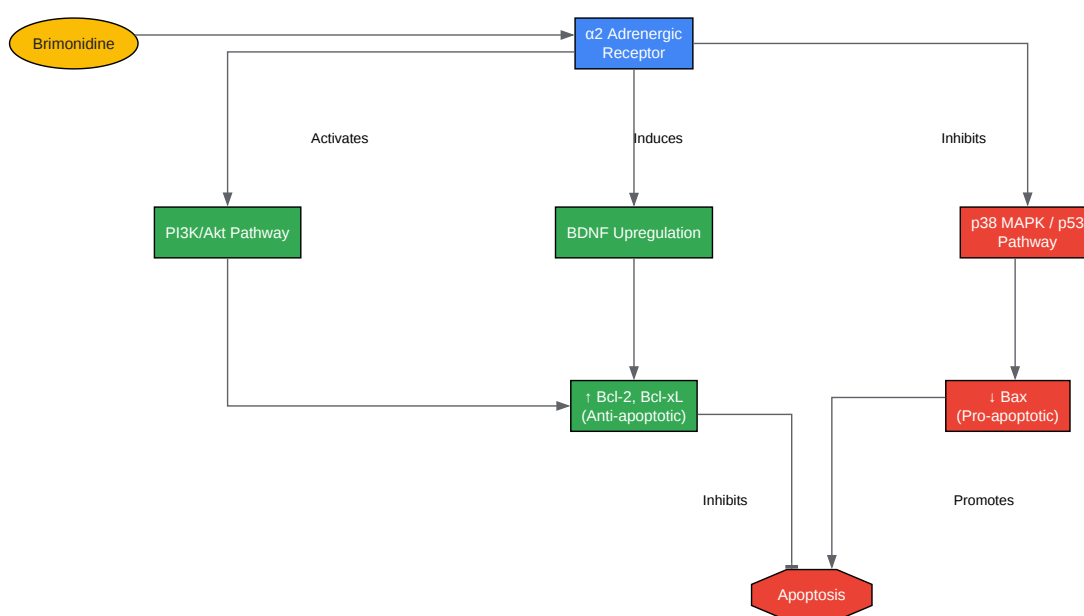 Brimonidine
α2 Adrenergic
Receptor
Activates
Induces
Inhibits
PI3K/Akt Pathway
BDNF Upregulation
p38 MAPK / p53
Pathway
↑ Bcl-2, Bcl-xL
(Anti-apoptotic)
↓ Bax
(Pro-apoptotic)
Inhibits
Promotes
Apoptosis